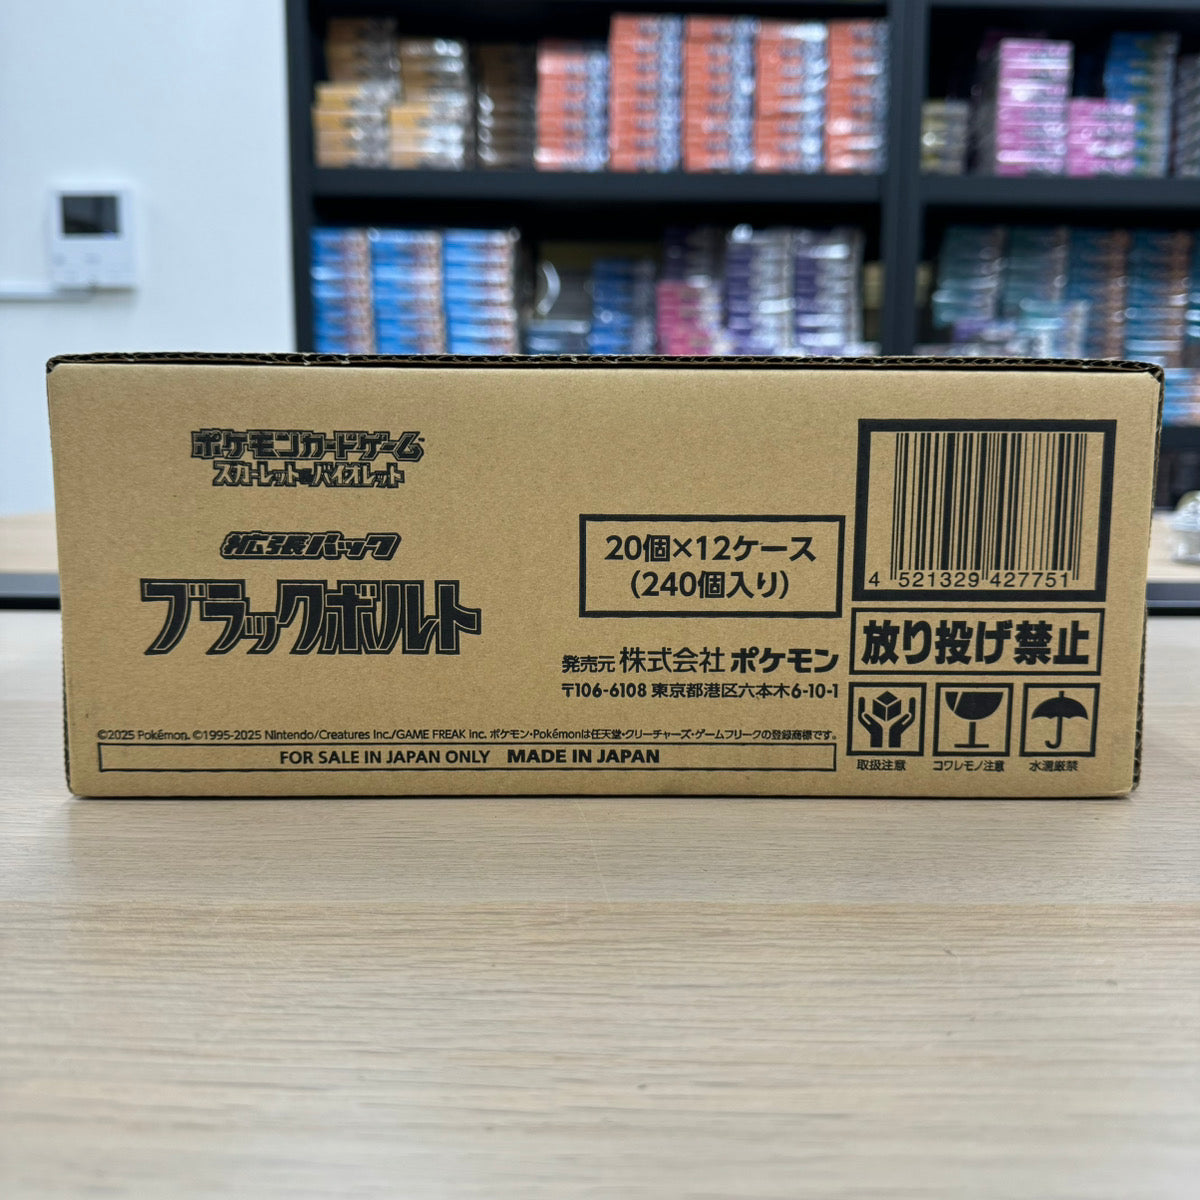 ポケモンカードゲーム
スカーレット&バイオレット
拡張パック
ブラックボルト
20個×12ケース
(240個入り)
4 521329 427751
発売元 株式会社 ポケモン
〒106-6108 東京都港区六本木6-10-1
放り投げ禁止
取扱注意 コワレモノ注意 水濡厳禁
©2025 Pokémon. ©1995-2025 Nintendo/Creatures Inc./GAME FREAK inc. ポケモン・Pokémonは任天堂・クリーチャーズ・ゲームフリークの登録商標です。
FOR SALE IN JAPAN ONLY MADE IN JAPAN